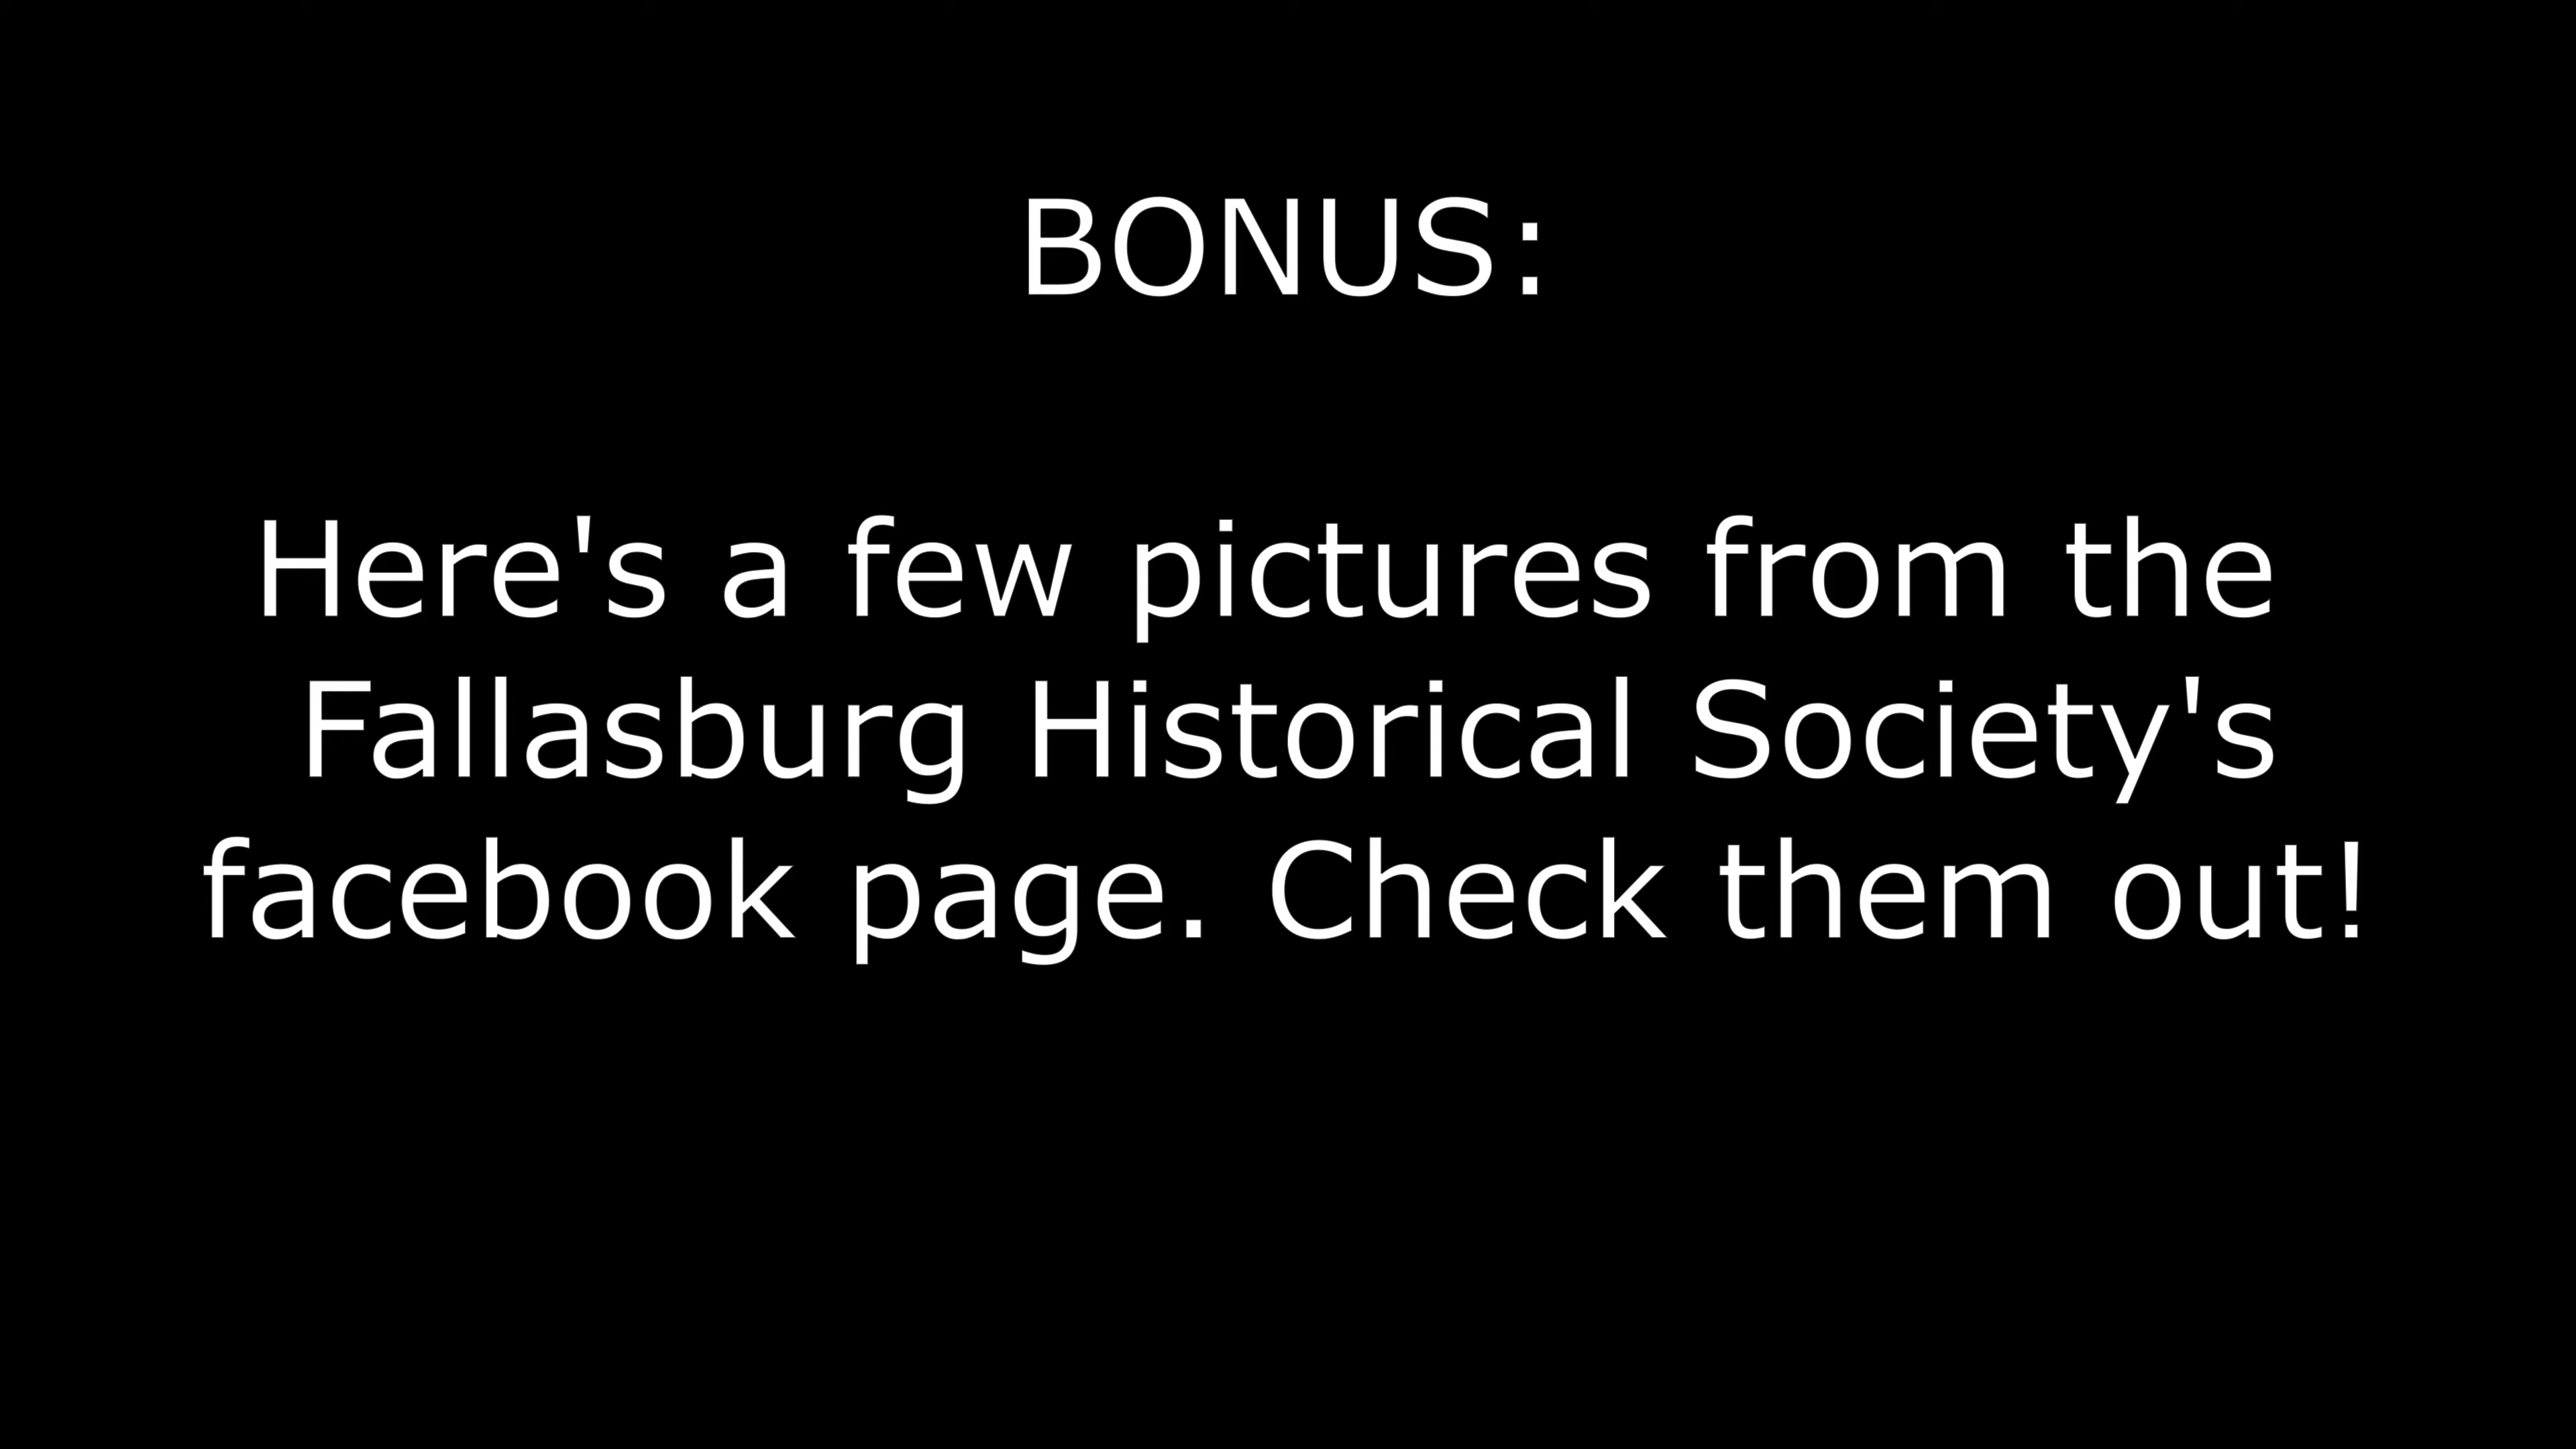 BONUS:
Here's a few pictures from the
Fallasburg Historical Society's
facebook page. Check them out!